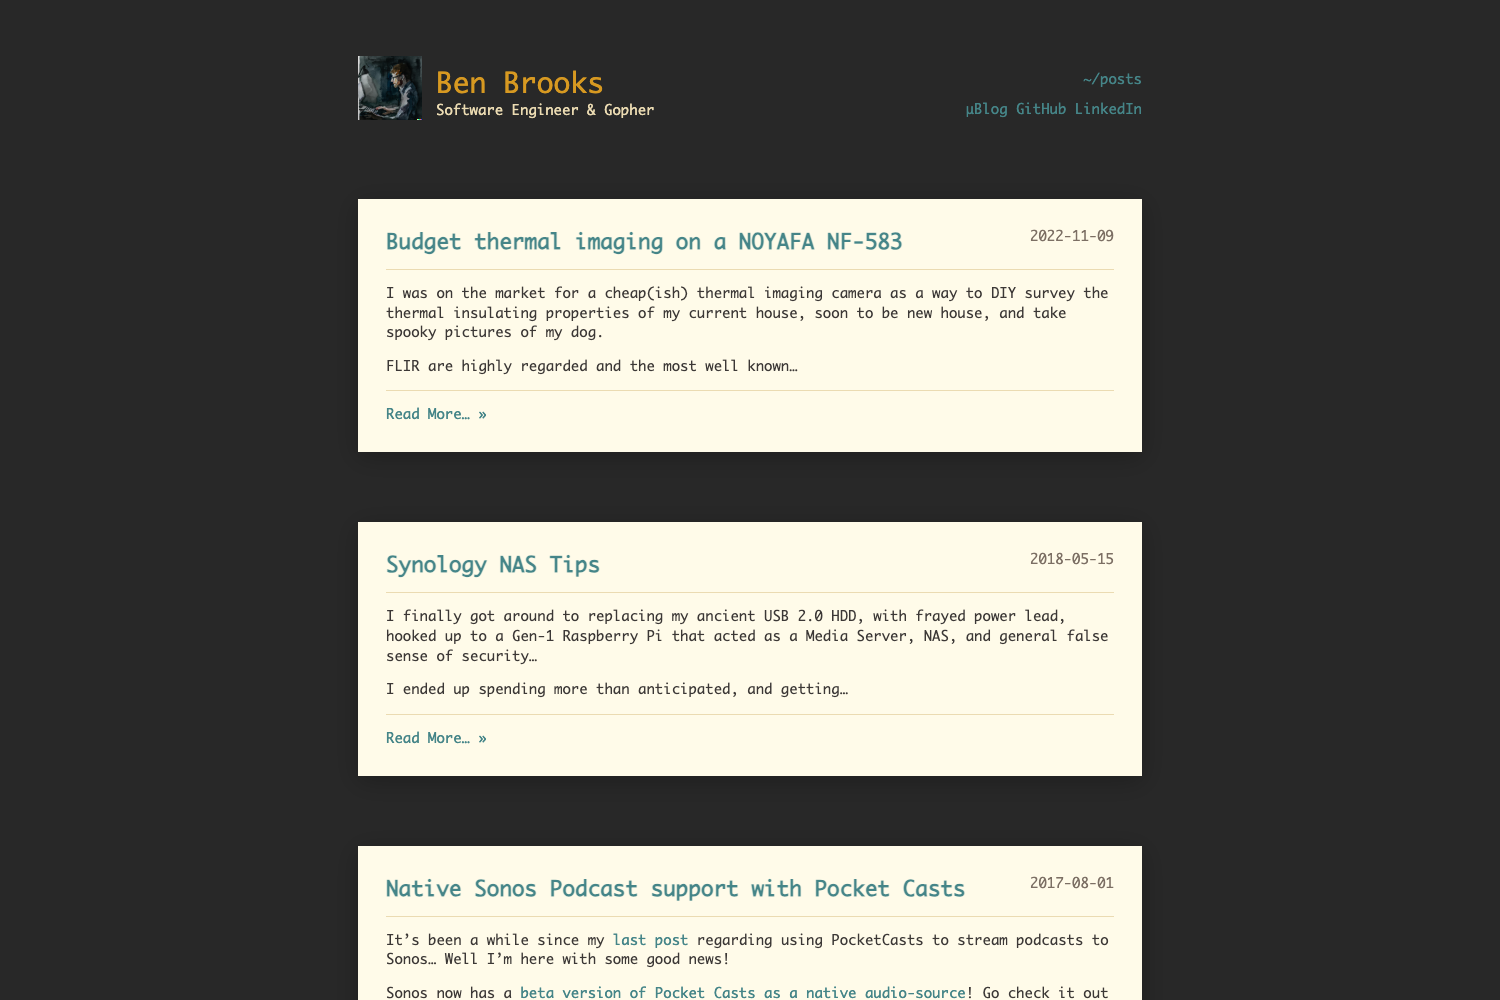 Ben Brooks
Software Engineer & Gopher
~/posts
µBlog GitHub LinkedIn
Budget thermal imaging on a NOYAFA NF-583
2022-11-09
I was on the market for a cheap(ish) thermal imaging camera as a way to DIY survey the
thermal insulating properties of my current house, soon to be new house, and take
spooky pictures of my dog.
FLIR are highly regarded and the most well known…
Read More… »
Synology NAS Tips
2018-05-15
I finally got around to replacing my ancient USB 2.0 HDD, with frayed power lead,
hooked up to a Gen-1 Raspberry Pi that acted as a Media Server, NAS, and general false
sense of security…
I ended up spending more than anticipated, and getting…
Read More… »
Native Sonos Podcast support with Pocket Casts
2017-08-01
It’s been a while since my last post regarding using PocketCasts to stream podcasts to
Sonos… Well I’m here with some good news!
Sonos now has a beta version of Pocket Casts as a native audio-source! Go check it out